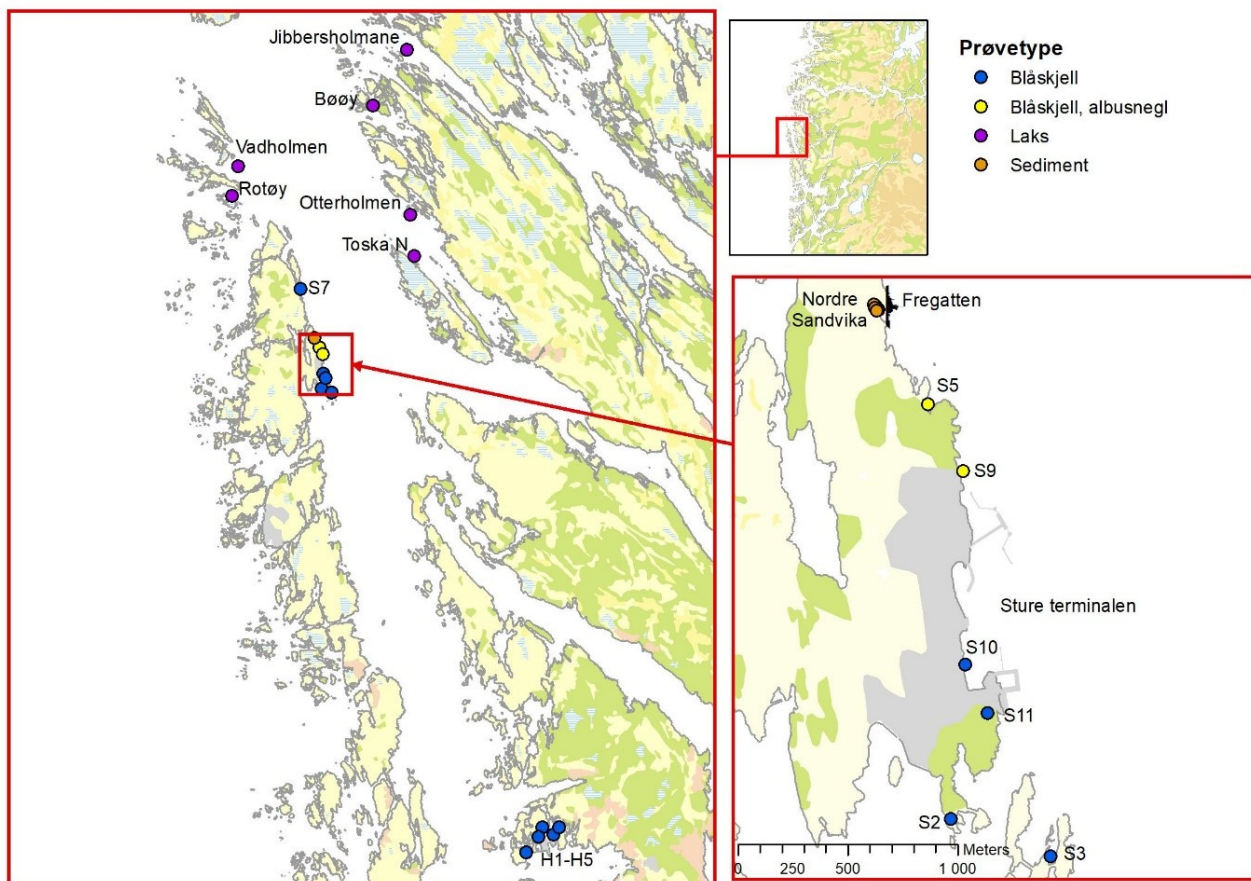 Jibbersholmane
Bøøy
Vadholmen
Rotøy
Otterholmen
Toska N
S7
H1-H5
Prøvetype
Blåskjell
Blåskjell, albusnegl
Laks
Sediment
Nordre
Sandvika
Fregatten
S5
S9
Sture terminalen
S10
S11
S2
S3
Meters
0 250 500 1 000